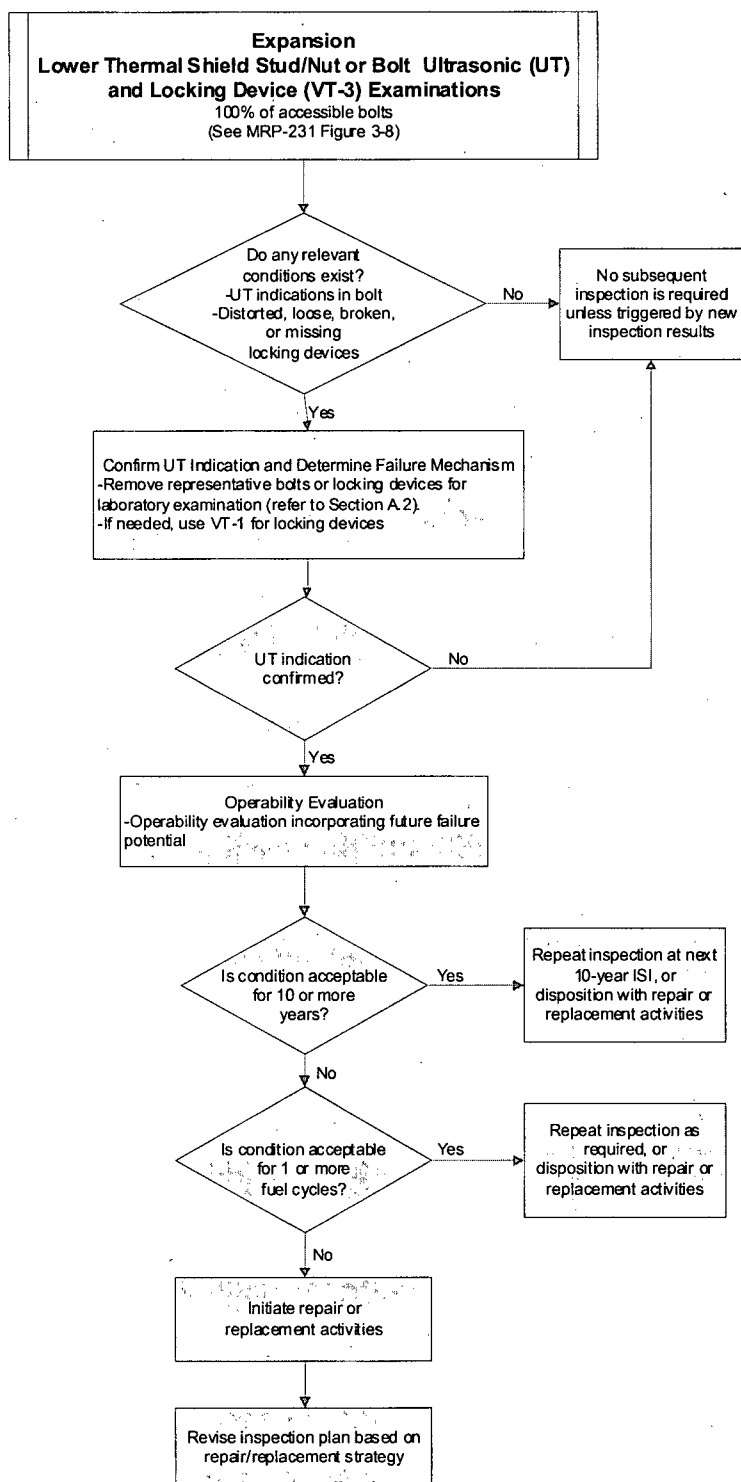 Expansion
Lower Thermal Shield Stud/Nut or Bolt Ultrasonic (UT)
and Locking Device (VT-3) Examinations
100% of accessible bolts
(See MRP-231 Figure 3-8)
Do any relevant
conditions exist?
-UT indications in bolt
-Distorted, loose, broken,
or missing
locking devices
No
No subsequent
inspection is required
unless triggered by new
inspection results
Yes
Confirm UT Indication and Determine Failure Mechanism
-Remove representative bolts or locking devices for
laboratory examination (refer to Section A.2).
-If needed, use VT-1 for locking devices
UT indication
confirmed?
No
Yes
Operability Evaluation
-Operability evaluation incorporating future failure
potential
Is condition acceptable
for 10 or more
years?
Yes
Repeat inspection at next
10-year ISI, or
disposition with repair or
replacement activities
No
Is condition acceptable
for 1 or more
fuel cycles?
Yes
Repeat inspection as
required, or
disposition with repair or
replacement activities
No
Initiate repair or
replacement activities
Revise inspection plan based on
repair/replacement strategy